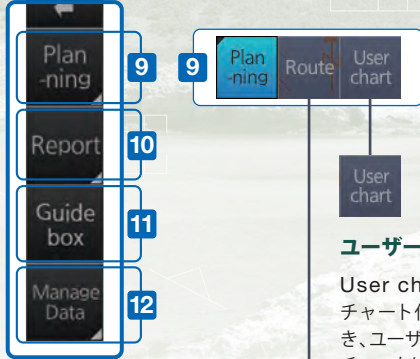 Plan
-ning
9
Report
10
Guide
box
11
Manage
Data
12
9
Plan
-ning
Route
User
chart
User
chart
ユーザー
User ch
チャート
き、ユーザ